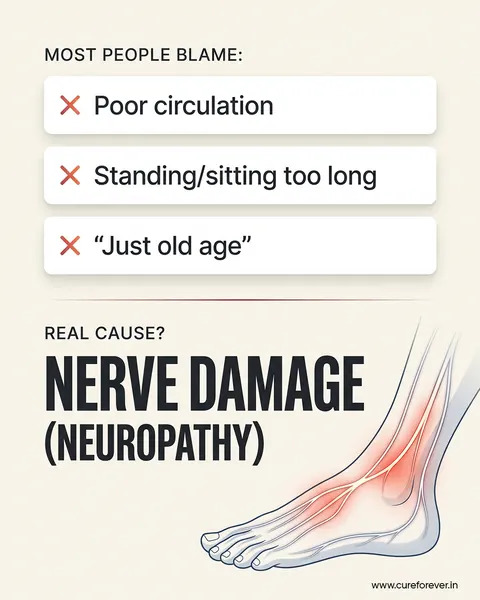 MOST PEOPLE BLAME:
Poor circulation
Standing/sitting too long
“Just old age”
REAL CAUSE?
NERVE DAMAGE
(NEUROPATHY)
www.cureforever.in